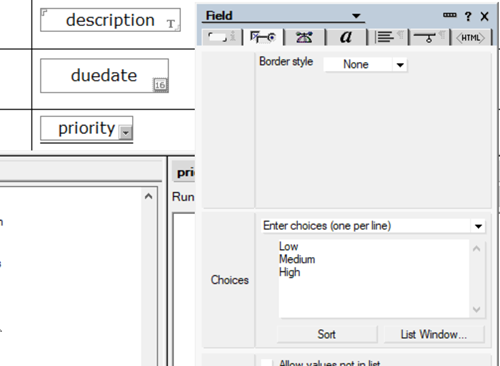 description T
Field
? X
a
<HTML>
Border style None
duedate
16
priority
pri
Run
Enter choices (one per line)
Low
Medium
High
Choices
Sort List Window...
Allow values not in list